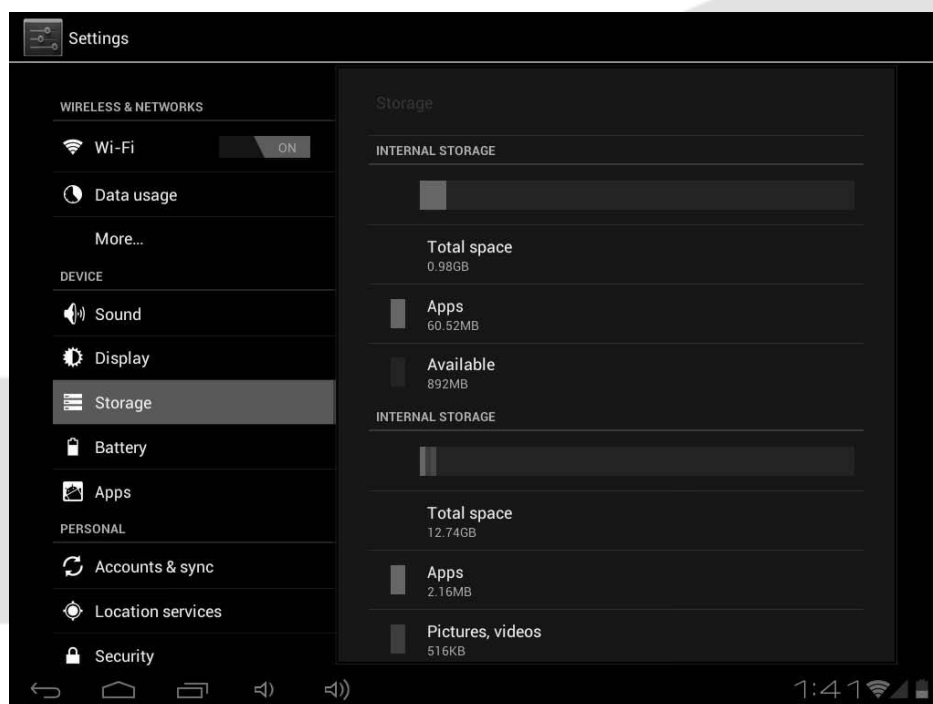 Settings
WIRELESS & NETWORKS
Wi-Fi ON
Data usage
More...
DEVICE
Sound
Display
Storage
Battery
Apps
PERSONAL
Accounts & sync
Location services
Security
Storage
INTERNAL STORAGE
Total space
0.98GB
Apps
60.52MB
Available
892MB
INTERNAL STORAGE
Total space
12.74GB
Apps
2.16MB
Pictures, videos
516KB
1:41